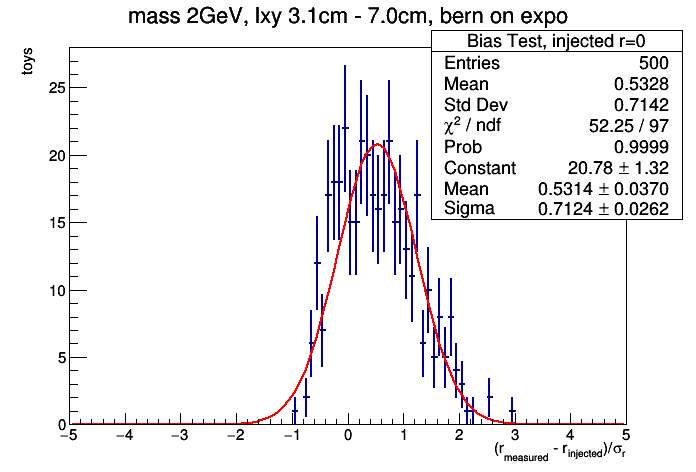 mass 2GeV, lxy 3.1cm - 7.0cm, bern on expo
toys
Bias Test, injected r=0
Entries 500
Mean 0.5328
Std Dev 0.7142
χ² / ndf 52.25 / 97
Prob 0.9999
Constant 20.78 ± 1.32
Mean 0.5314 ± 0.0370
Sigma 0.7124 ± 0.0262
25
20
15
10
5
0
−5 −4 −3 −2 −1 0 1 2 3 4 5
(r_measured - r_injected)/σ_r